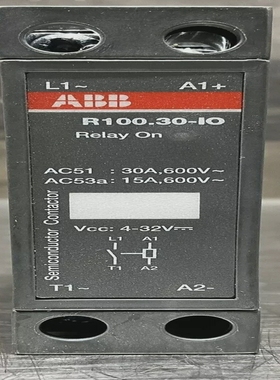 L1~ A1+
ABB
R100.30-IO
Relay On
AC51 : 30A,600V~
AC53a: 15A,600V~
Semiconductor Contactor
Vcc: 4-32V⎓
L1 A1
T1 A2
T1~ A2-